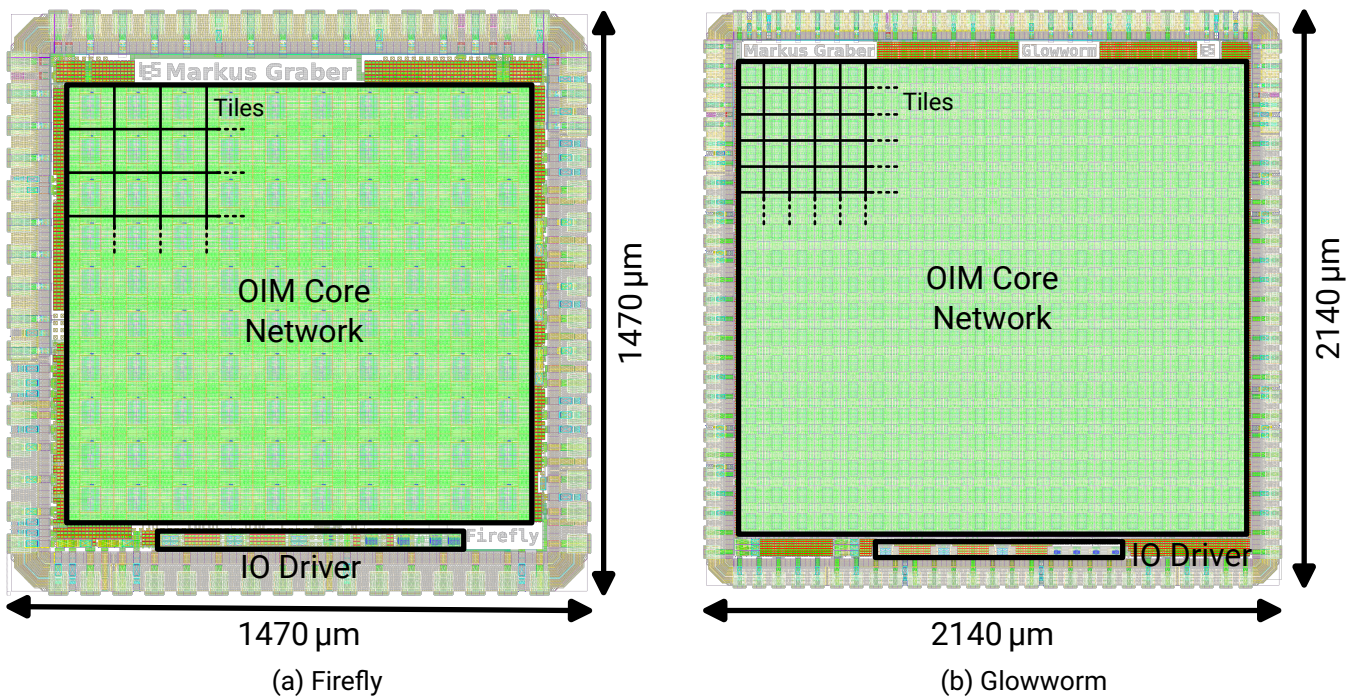 Markus Graber
Tiles
OIM Core
Network
Firefly
IO Driver
1470 µm
1470 µm
(a) Firefly
Markus Graber
Glowworm
ES
Tiles
OIM Core
Network
IO Driver
2140 µm
2140 µm
(b) Glowworm